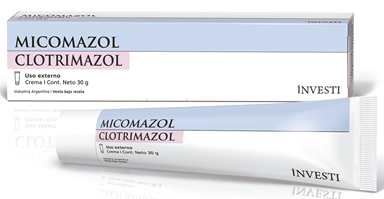 MICOMAZOL
CLOTRIMAZOL
Uso externo
Crema | Cont. Neto 30 g
Industria Argentina | Venta bajo receta
INVESTI
MICOMAZOL
CLOTRIMAZOL
Uso externo
Crema | Cont. Neto 30 g
INVESTI